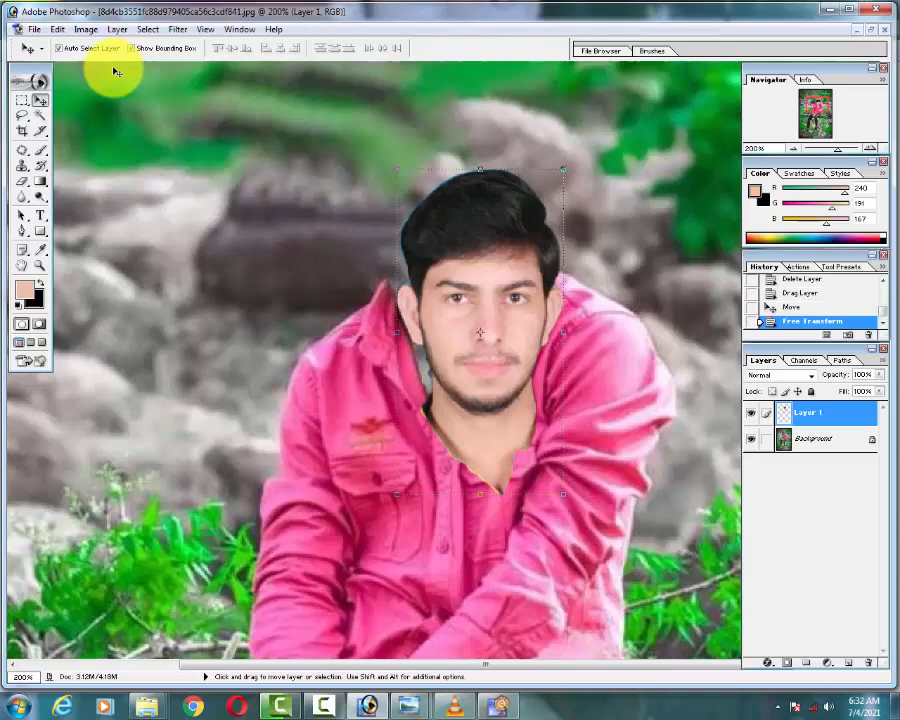 Adobe Photoshop - [8d4cb3551fc88d979405ca56c3cdf841.jpg @ 200% (Layer 1, RGB)]
File Edit Image Layer Select Filter View Window Help
Auto Select Layer Show Bounding Box File Browser Brushes
Navigator Info
200%
Color Swatches Styles
R 240
G 191
B 167
History Actions Tool Presets
Delete Layer
Drag Layer
Move
Free Transform
Layers Channels Paths
Normal Opacity: 100%
Lock: Fill: 100%
Layer 1
Background
200% Doc: 3.12M/4.18M Click and drag to move layer or selection. Use Shift and Alt for additional options.
6:32 AM
7/4/2021